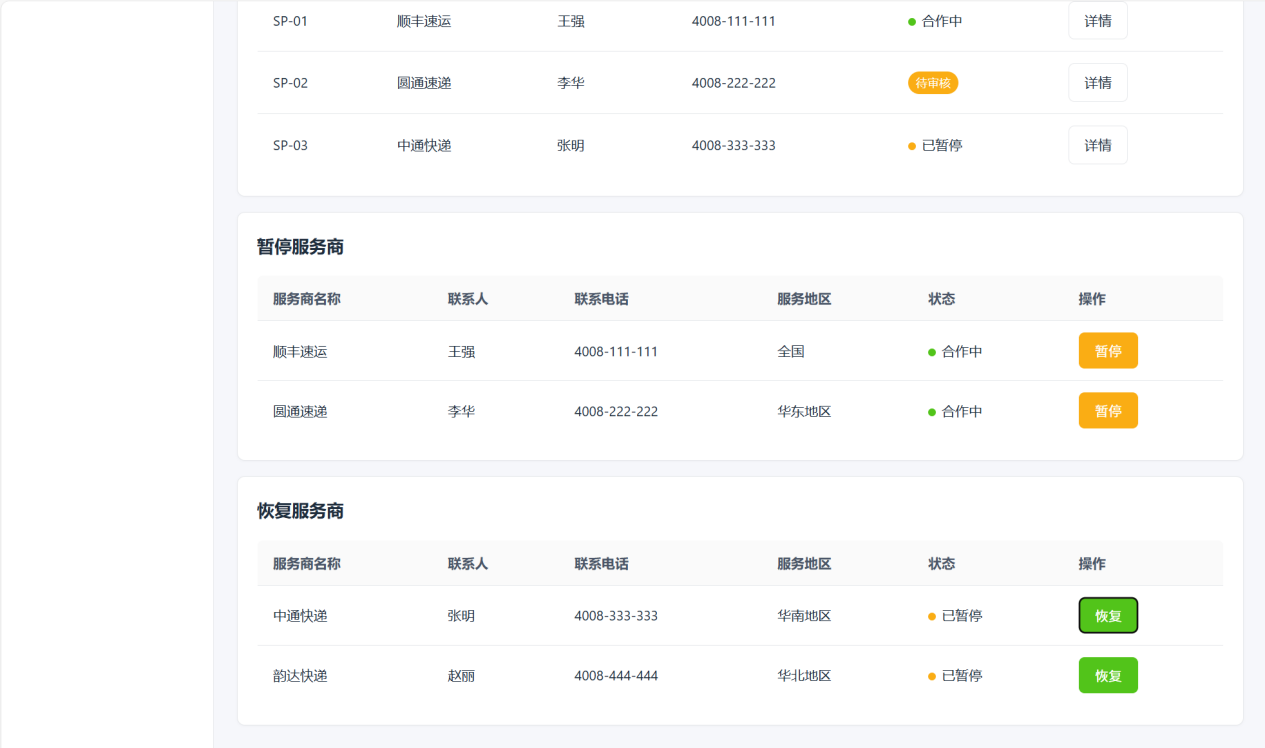 SP-01 顺丰速运 王强 4008-111-111 合作中 详情
SP-02 圆通速递 李华 4008-222-222 待审核 详情
SP-03 中通快递 张明 4008-333-333 已暂停 详情
暂停服务商
服务商名称 联系人 联系电话 服务地区 状态 操作
顺丰速运 王强 4008-111-111 全国 合作中 暂停
圆通速递 李华 4008-222-222 华东地区 合作中 暂停
恢复服务商
服务商名称 联系人 联系电话 服务地区 状态 操作
中通快递 张明 4008-333-333 华南地区 已暂停 恢复
韵达快递 赵丽 4008-444-444 华北地区 已暂停 恢复